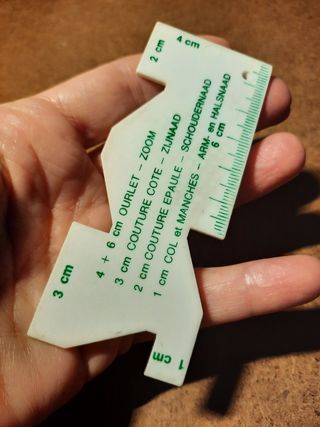 2 cm
4 cm
6 cm
4 + 6 cm OURLET - ZOOM
3 cm COUTURE COTE - ZIJNAAD
2 cm COUTURE EPAULE - SCHOUDERNAAD
1 cm COL et MANCHES - ARM- en HALSNAAD
3 cm
1 cm